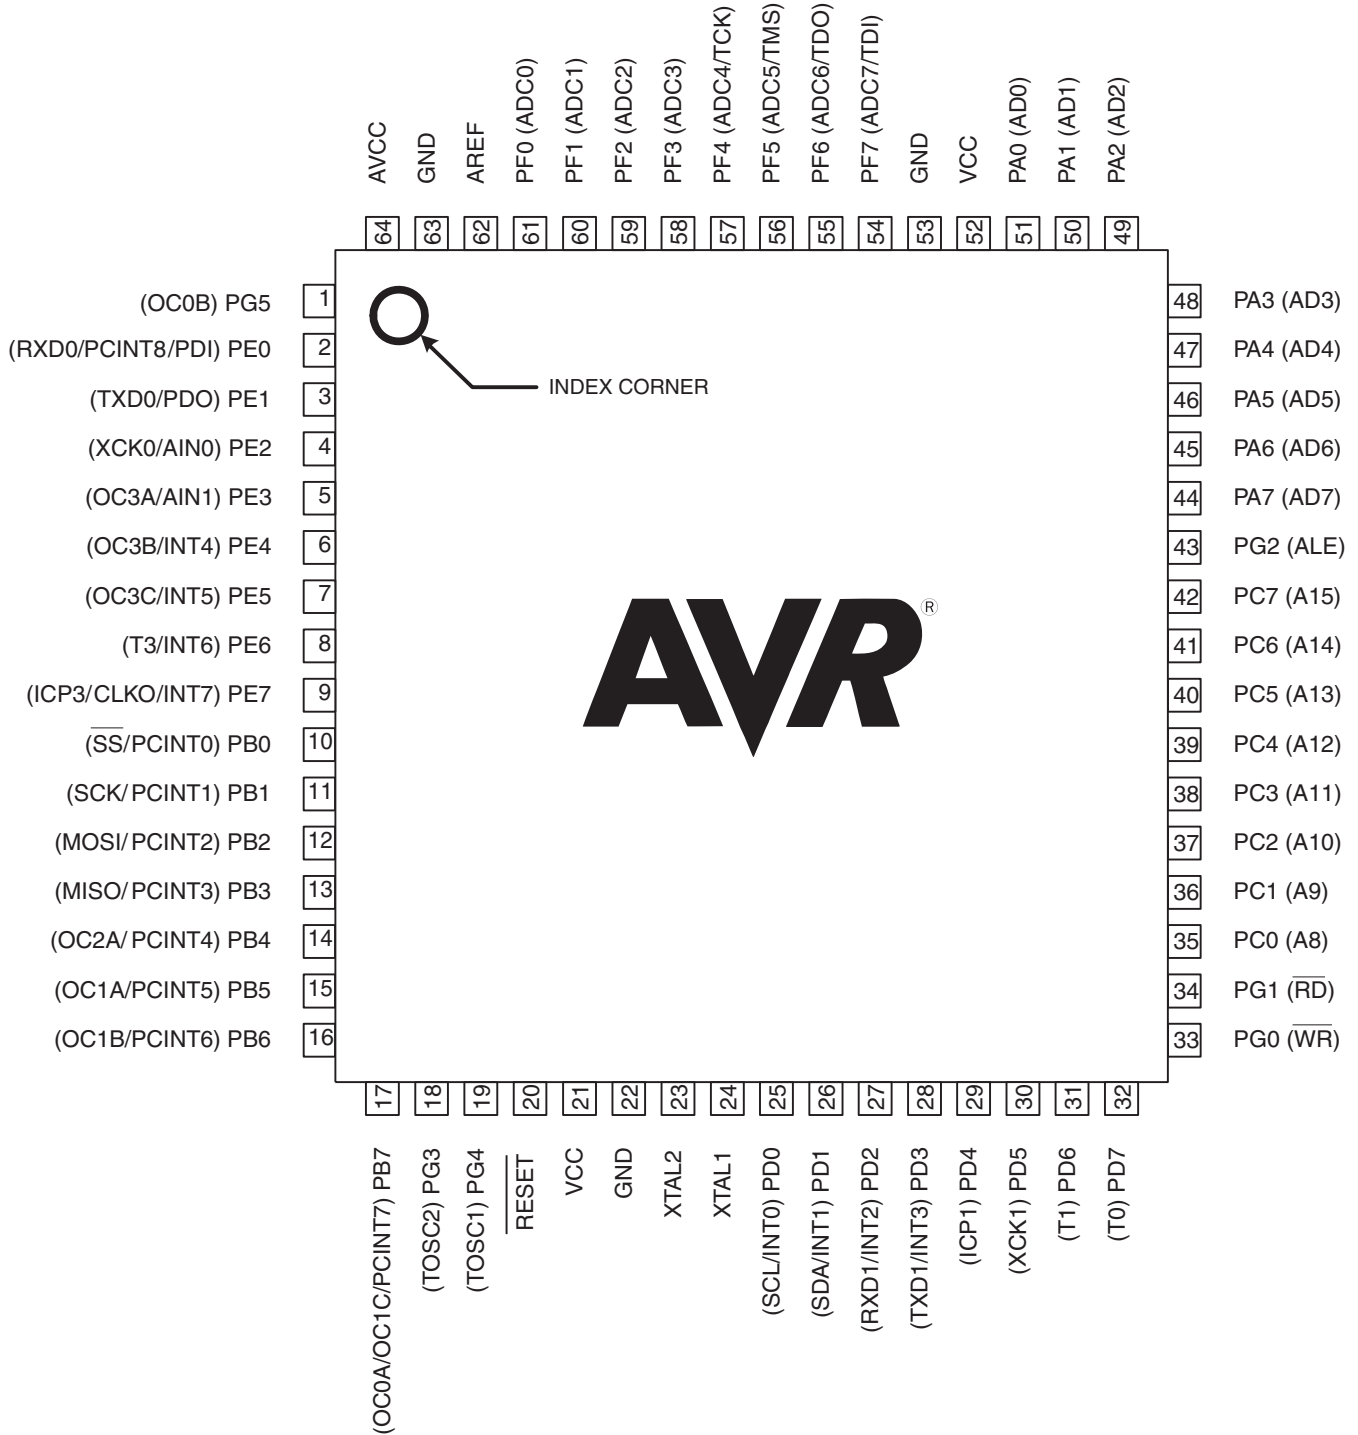 AVCC
GND
AREF
PF0 (ADC0)
PF1 (ADC1)
PF2 (ADC2)
PF3 (ADC3)
PF4 (ADC4/TCK)
PF5 (ADC5/TMS)
PF6 (ADC6/TDO)
PF7 (ADC7/TDI)
GND
VCC
PA0 (AD0)
PA1 (AD1)
PA2 (AD2)
64
63
62
61
60
59
58
57
56
55
54
53
52
51
50
49
(OC0B) PG5 1
(RXD0/PCINT8/PDI) PE0 2
(TXD0/PDO) PE1 3
(XCK0/AIN0) PE2 4
(OC3A/AIN1) PE3 5
(OC3B/INT4) PE4 6
(OC3C/INT5) PE5 7
(T3/INT6) PE6 8
(ICP3/CLKO/INT7) PE7 9
(SS/PCINT0) PB0 10
(SCK/PCINT1) PB1 11
(MOSI/PCINT2) PB2 12
(MISO/PCINT3) PB3 13
(OC2A/PCINT4) PB4 14
(OC1A/PCINT5) PB5 15
(OC1B/PCINT6) PB6 16
INDEX CORNER
AVR®
48 PA3 (AD3)
47 PA4 (AD4)
46 PA5 (AD5)
45 PA6 (AD6)
44 PA7 (AD7)
43 PG2 (ALE)
42 PC7 (A15)
41 PC6 (A14)
40 PC5 (A13)
39 PC4 (A12)
38 PC3 (A11)
37 PC2 (A10)
36 PC1 (A9)
35 PC0 (A8)
34 PG1 (RD)
33 PG0 (WR)
17
18
19
20
21
22
23
24
25
26
27
28
29
30
31
32
(OC0A/OC1C/PCINT7) PB7
(TOSC2) PG3
(TOSC1) PG4
RESET
VCC
GND
XTAL2
XTAL1
(SCL/INT0) PD0
(SDA/INT1) PD1
(RXD1/INT2) PD2
(TXD1/INT3) PD3
(ICP1) PD4
(XCK1) PD5
(T1) PD6
(T0) PD7